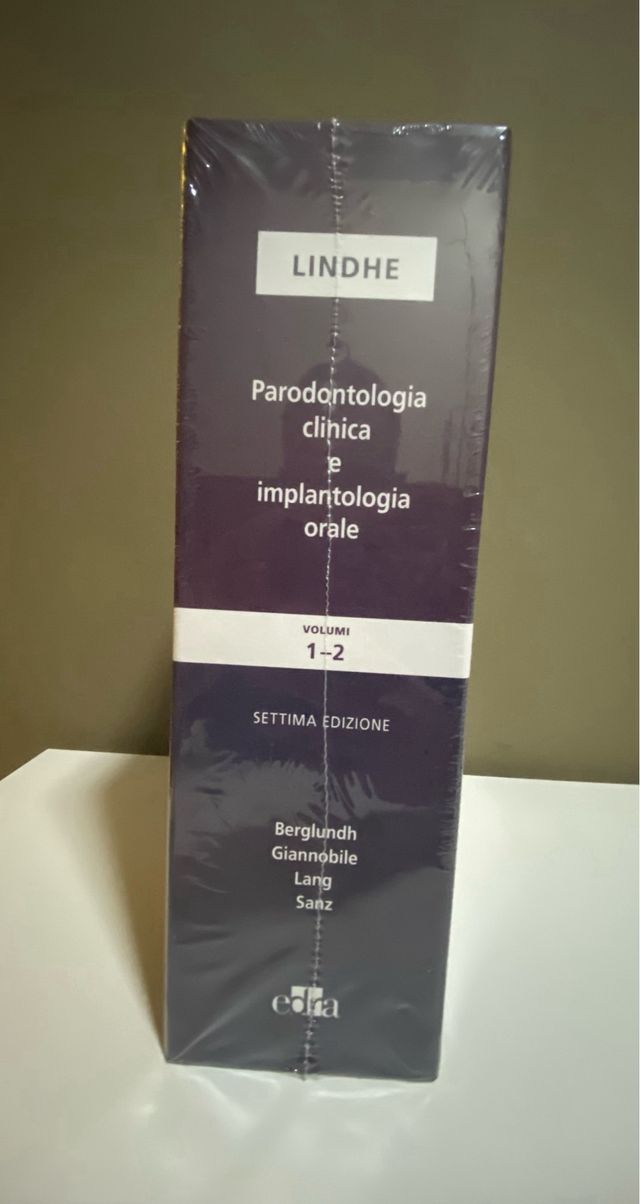 LINDHE
Parodontologia
clinica
e
implantologia
orale
VOLUMI
1–2
SETTIMA EDIZIONE
Berglundh
Giannobile
Lang
Sanz
edra